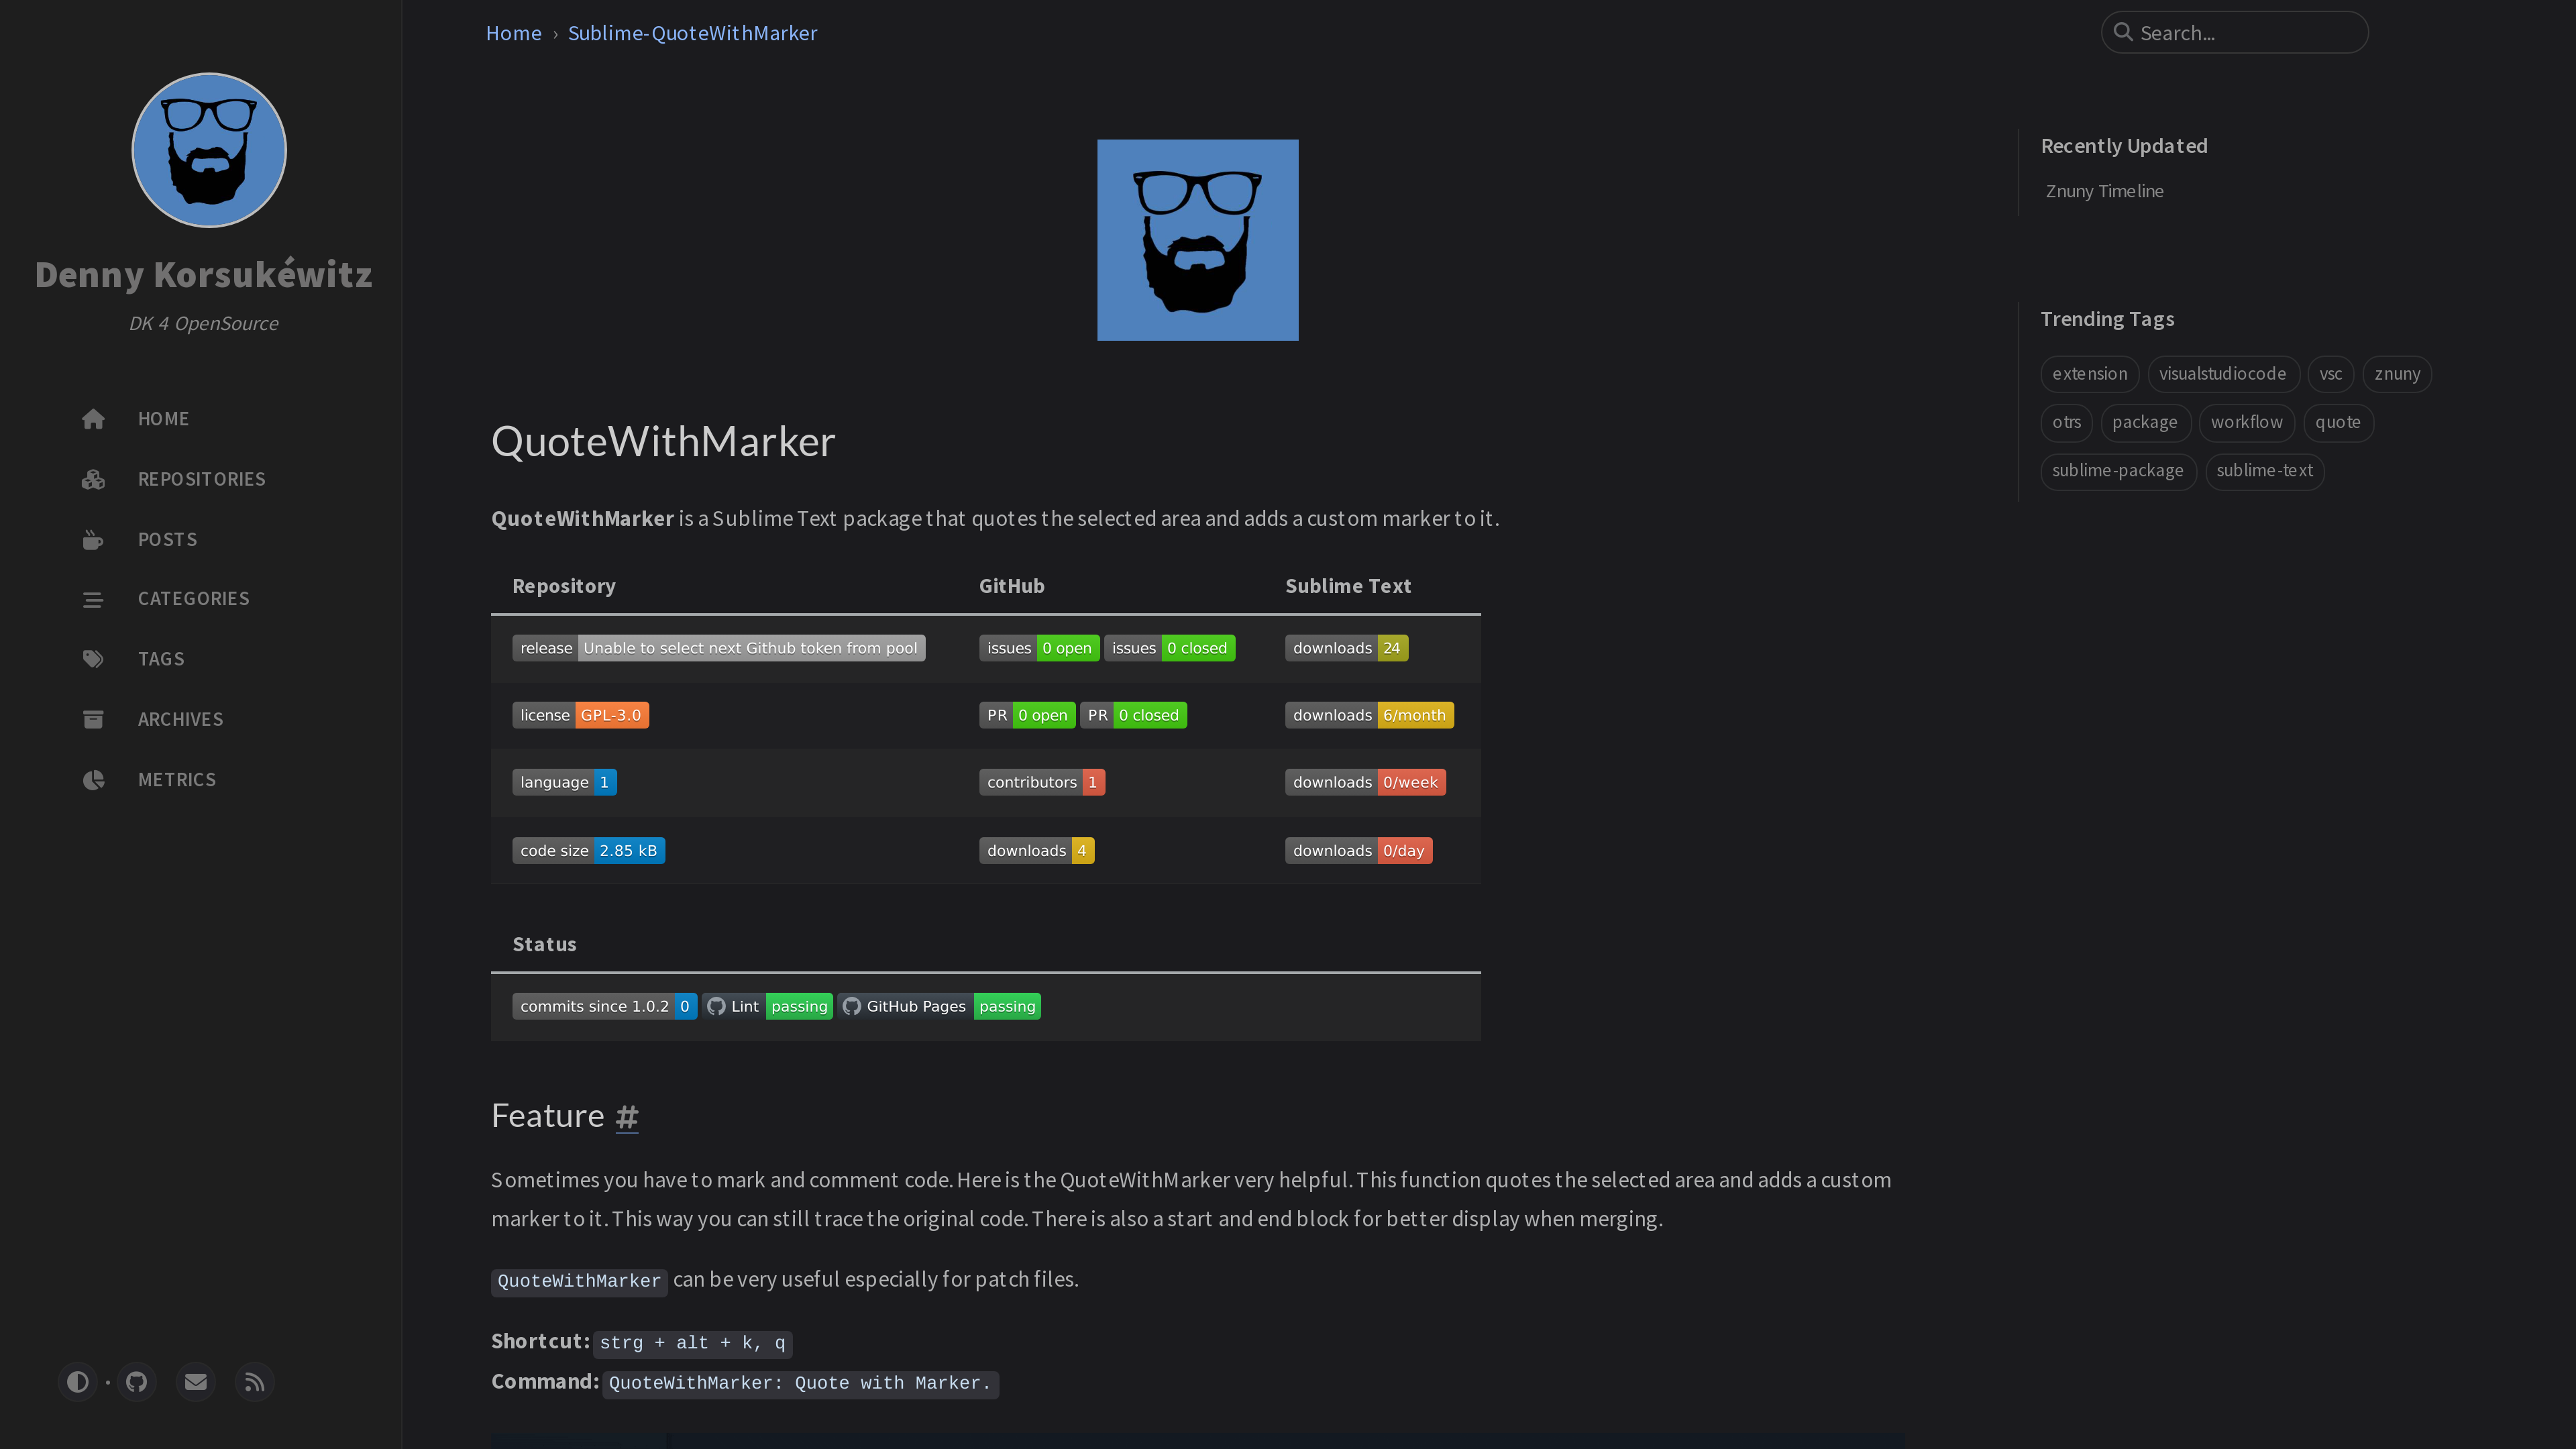 Denny Korsukéwitz
DK 4 OpenSource
HOME
REPOSITORIES
POSTS
CATEGORIES
TAGS
ARCHIVES
METRICS
Home › Sublime-QuoteWithMarker
Search...
QuoteWithMarker
QuoteWithMarker is a Sublime Text package that quotes the selected area and adds a custom marker to it.
Repository GitHub Sublime Text
release Unable to select next Github token from pool issues 0 open issues 0 closed downloads 24
license GPL-3.0 PR 0 open PR 0 closed downloads 6/month
language 1 contributors 1 downloads 0/week
code size 2.85 kB downloads 4 downloads 0/day
Status
commits since 1.0.2 0 Lint passing GitHub Pages passing
Feature #
Sometimes you have to mark and comment code. Here is the QuoteWithMarker very helpful. This function quotes the selected area and adds a custom
marker to it. This way you can still trace the original code. There is also a start and end block for better display when merging.
QuoteWithMarker can be very useful especially for patch files.
Shortcut: strg + alt + k, q
Command: QuoteWithMarker: Quote with Marker.
Recently Updated
Znuny Timeline
Trending Tags
extension visualstudiocode vsc znuny
otrs package workflow quote
sublime-package sublime-text